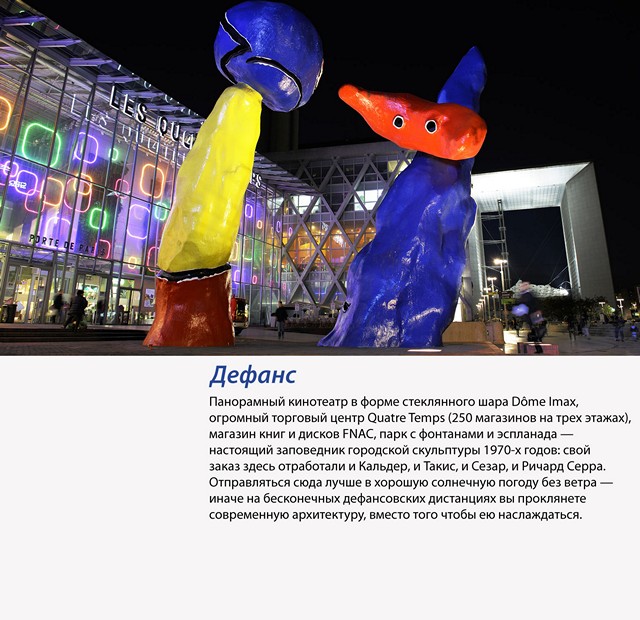 LES QU
PORTE DE PARIS
Дефанс
Панорамный кинотеатр в форме стеклянного шара Dôme Imax,
огромный торговый центр Quatre Temps (250 магазинов на трех этажах),
магазин книг и дисков FNAC, парк с фонтанами и эспланада —
настоящий заповедник городской скульптуры 1970-х годов: свой
заказ здесь отработали и Кальдер, и Такис, и Сезар, и Ричард Серра.
Отправляться сюда лучше в хорошую солнечную погоду без ветра —
иначе на бесконечных дефансовских дистанциях вы проклянете
современную архитектуру, вместо того чтобы ею наслаждаться.